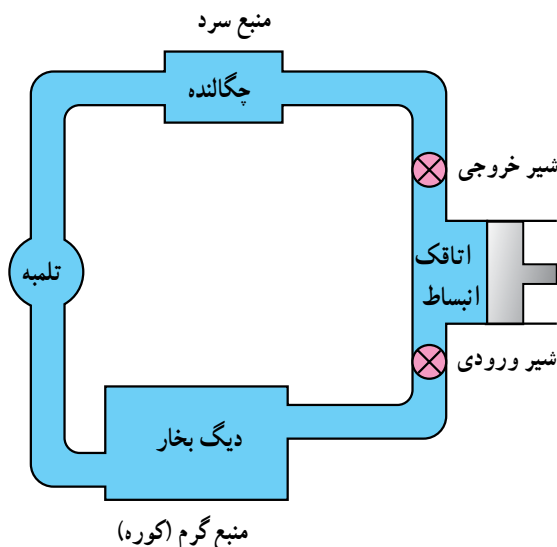 منبع سرد
چگالنده
شیر خروجی
اتاقک
انبساط
تلمبه
شیر ورودی
دیگ بخار
منبع گرم (کوره)